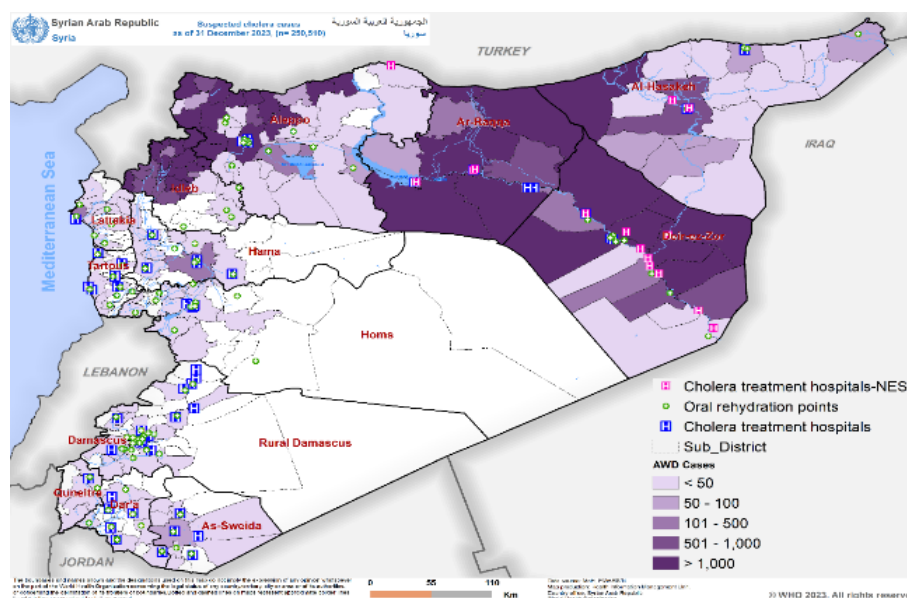 Syrian Arab Republic
Syria
Suspected cholera cases
as of 31 December 2023, (n= 250,510)
الجمهورية العربية السورية
سوريا
TURKEY
Al-Hasakeh
Aleppo
Ar-Raqqa
IRAQ
Idleb
Mediterranean Sea
Lattakia
Deir-ez-Zor
Hama
Tartous
Homs
LEBANON
Cholera treatment hospitals-NES
Oral rehydration points
Cholera treatment hospitals
Sub_District
Damascus
Rural Damascus
AWD Cases
< 50
50 - 100
101 - 500
501 - 1,000
> 1,000
Quneitra
Dar'a
As-Sweida
JORDAN
0 55 110
Km
© WHO 2023. All rights reserve